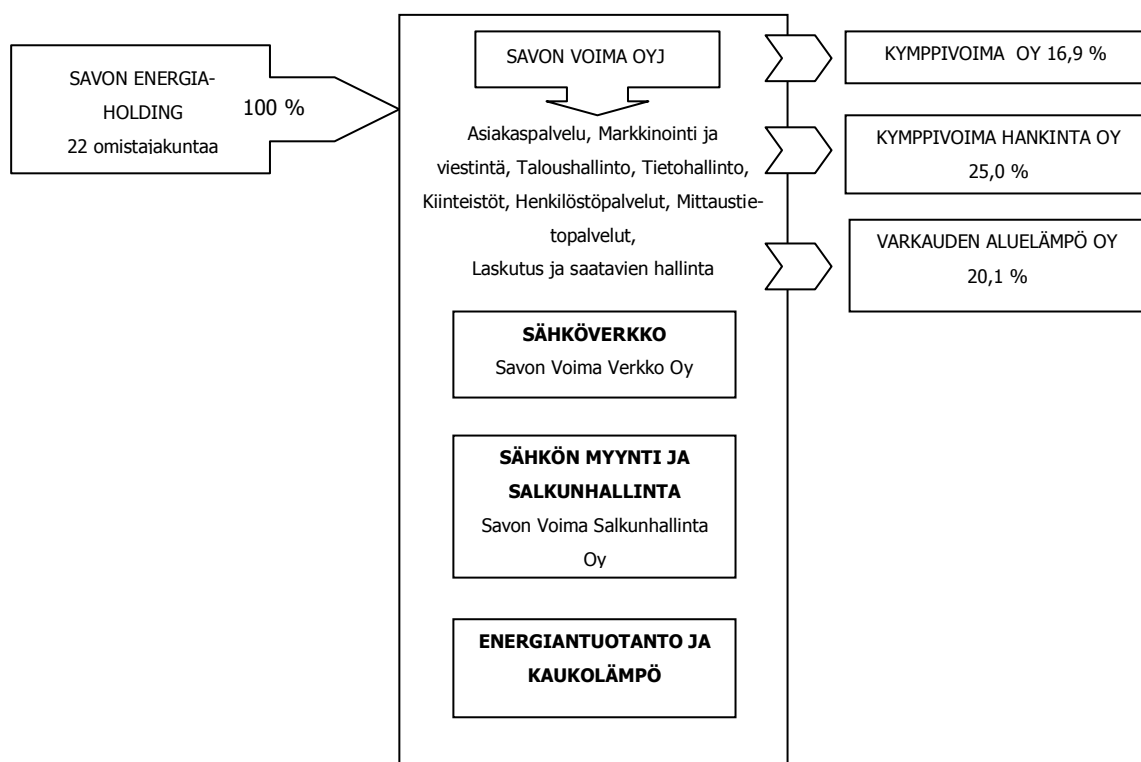 SAVON ENERGIA-
HOLDING
22 omistajakuntaa
100 %
SAVON VOIMA OYJ
Asiakaspalvelu, Markkinointi ja
viestintä, Taloushallinto, Tietohallinto,
Kiinteistöt, Henkilöstöpalvelut, Mittaustie-
topalvelut,
Laskutus ja saatavien hallinta
SÄHKÖVERKKO
Savon Voima Verkko Oy
SÄHKÖN MYYNTI JA
SALKUNHALLINTA
Savon Voima Salkunhallinta
Oy
ENERGIANTUOTANTO JA
KAUKOLÄMPÖ
KYMPPIVOIMA OY 16,9 %
KYMPPIVOIMA HANKINTA OY
25,0 %
VARKAUDEN ALUELÄMPÖ OY
20,1 %